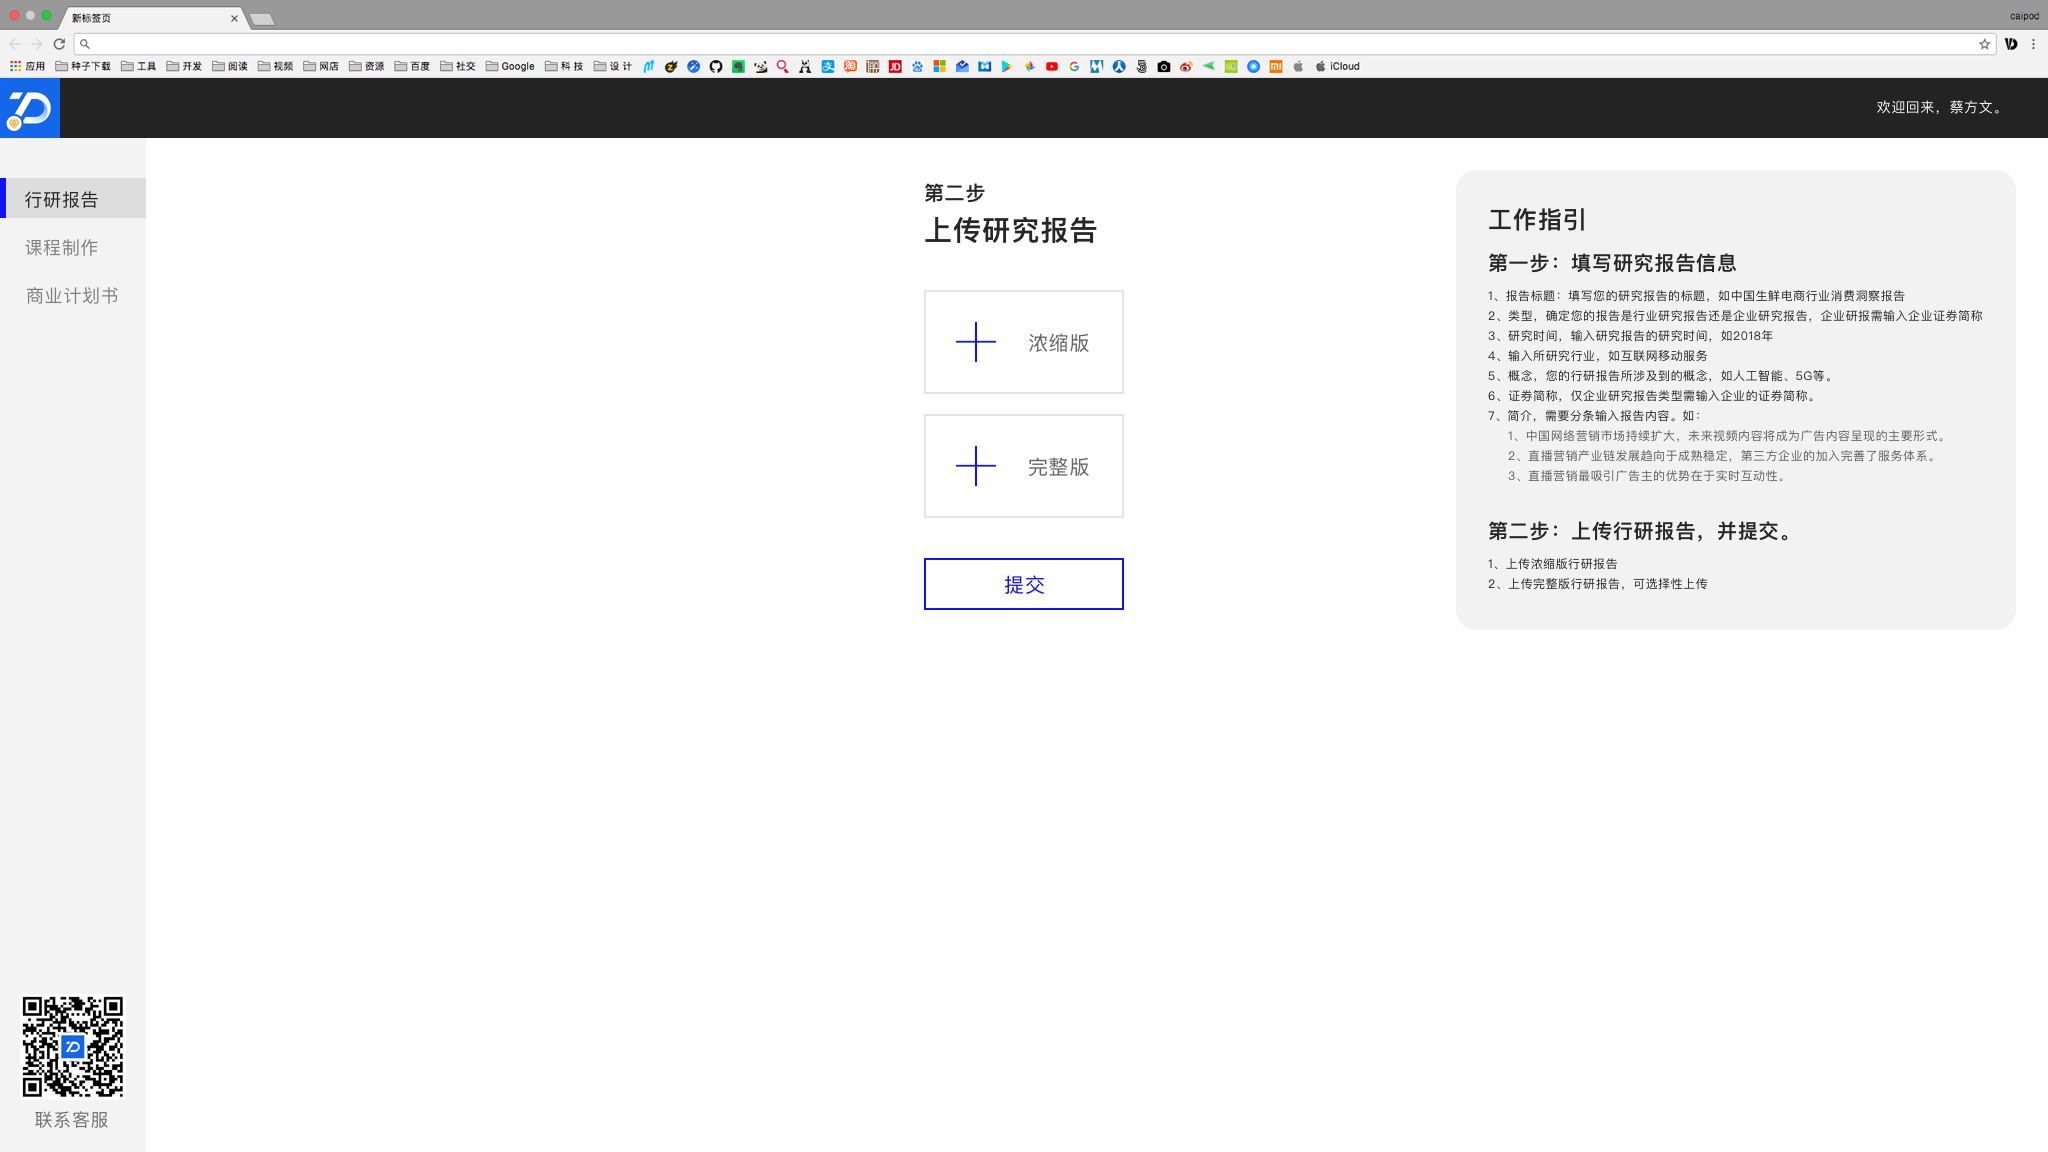 新标签页
caipod
应用 种子下载 工具 开发 阅读 视频 网店 资源 百度 社交 Google 科 技 设 计 iCloud
欢迎回来，蔡方文。
行研报告
课程制作
商业计划书
联系客服
第二步
上传研究报告
浓缩版
完整版
提交
工作指引
第一步：填写研究报告信息
1、报告标题：填写您的研究报告的标题，如中国生鲜电商行业消费洞察报告
2、类型，确定您的报告是行业研究报告还是企业研究报告，企业研报需输入企业证券简称
3、研究时间，输入研究报告的研究时间，如2018年
4、输入所研究行业，如互联网移动服务
5、概念，您的行研报告所涉及到的概念，如人工智能、5G等。
6、证券简称，仅企业研究报告类型需输入企业的证券简称。
7、简介，需要分条输入报告内容。如：
1、中国网络营销市场持续扩大，未来视频内容将成为广告内容呈现的主要形式。
2、直播营销产业链发展趋向于成熟稳定，第三方企业的加入完善了服务体系。
3、直播营销最吸引广告主的优势在于实时互动性。
第二步：上传行研报告，并提交。
1、上传浓缩版行研报告
2、上传完整版行研报告，可选择性上传